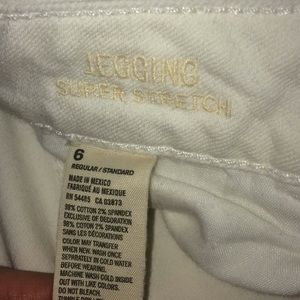 JEGGING
SUPER STRETCH
6
REGULAR/STANDARD
MADE IN MEXICO
FABRIQUÉ AU MEXIQUE
RN 54485 CA 03873
98% COTTON 2% SPANDEX
EXCLUSIVE OF DECORATION
98% COTON 2% SPANDEX
SANS LES DÉCORATIONS
COLOR MAY TRANSFER
WHEN NEW. WASH ONCE
SEPARATELY IN COLD WATER
BEFORE WEARING.
MACHINE WASH COLD INSIDE
OUT WITH LIKE COLORS.
DO NOT BLEACH.